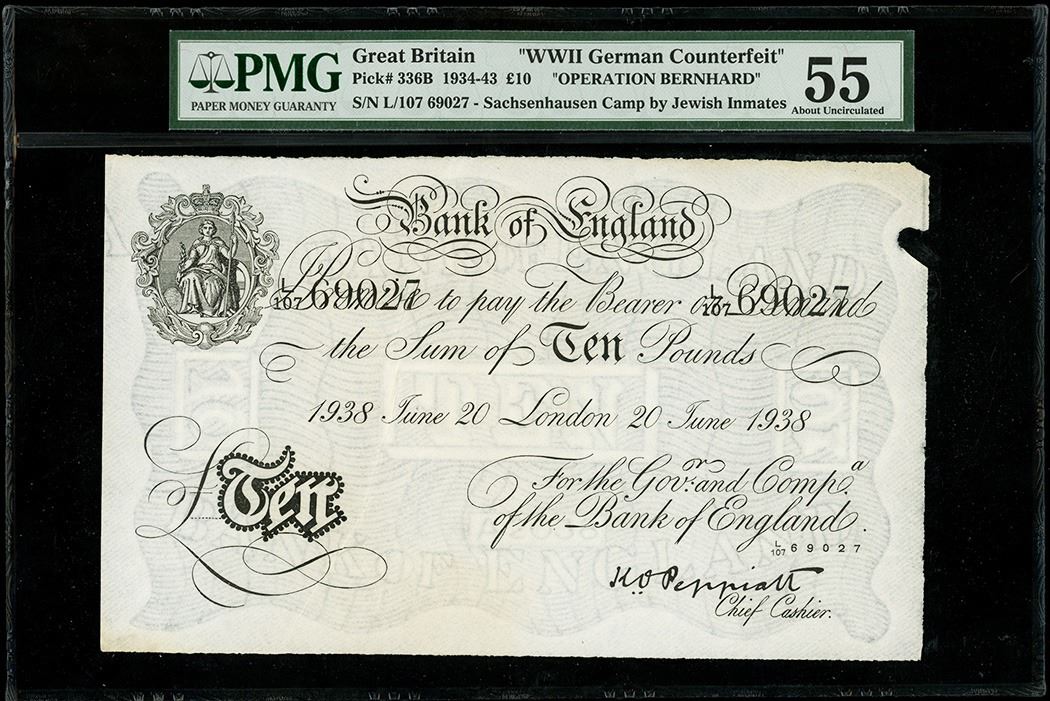 PMG
PAPER MONEY GUARANTY
Great Britain "WWII German Counterfeit"
Pick# 336B 1934-43 £10 "OPERATION BERNHARD"
S/N L/107 69027 - Sachsenhausen Camp by Jewish Inmates
55
About Uncirculated
Bank of England
L/107 69027 L/107 69027
I Promise to pay the Bearer on Demand
the Sum of Ten Pounds
1938 June 20 London 20 June 1938
For the Govr. and Compa.
of the Bank of England.
L/107 69027
£Ten
K.O. Peppiatt
Chief Cashier.